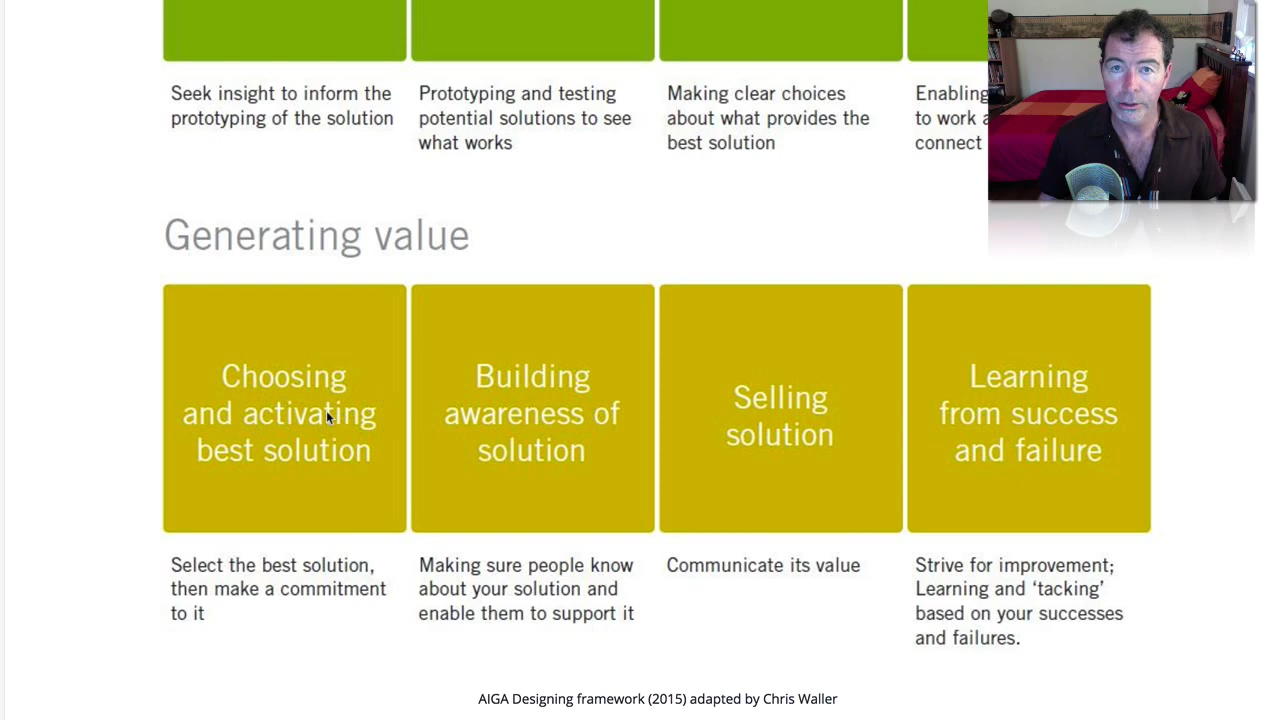 Seek insight to inform the
prototyping of the solution
Prototyping and testing
potential solutions to see
what works
Making clear choices
about what provides the
best solution
Enabling
to work
connect
Generating value
Choosing
and activating
best solution
Building
awareness of
solution
Selling
solution
Learning
from success
and failure
Select the best solution,
then make a commitment
to it
Making sure people know
about your solution and
enable them to support it
Communicate its value
Strive for improvement;
Learning and ‘tacking’
based on your successes
and failures.
AIGA Designing framework (2015) adapted by Chris Waller